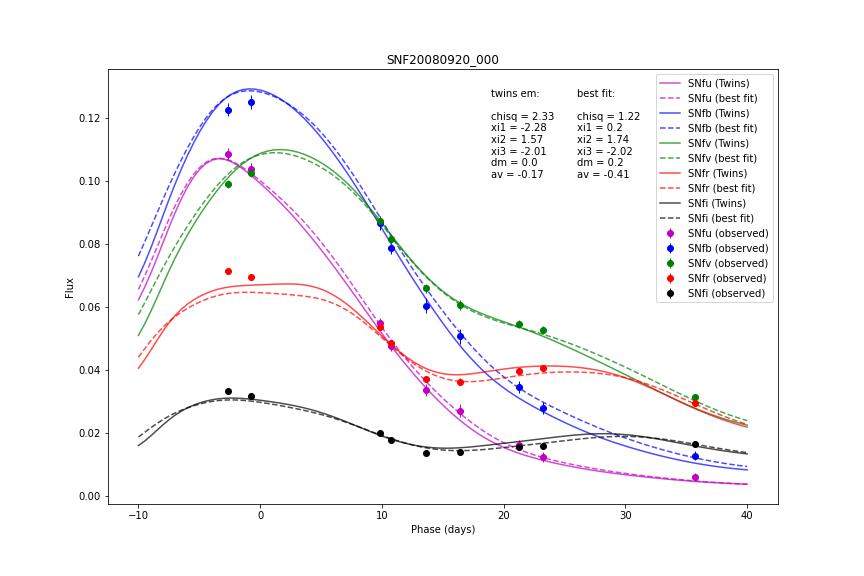 SNF20080920_000
twins em: best fit:
chisq = 2.33 chisq = 1.22
xi1 = -2.28 xi1 = 0.2
xi2 = 1.57 xi2 = 1.74
xi3 = -2.01 xi3 = -2.02
dm = 0.0 dm = 0.2
av = -0.17 av = -0.41
SNfu (Twins)
SNfu (best fit)
SNfb (Twins)
SNfb (best fit)
SNfv (Twins)
SNfv (best fit)
SNfr (Twins)
SNfr (best fit)
SNfi (Twins)
SNfi (best fit)
SNfu (observed)
SNfb (observed)
SNfv (observed)
SNfr (observed)
SNfi (observed)
Flux
0.12
0.10
0.08
0.06
0.04
0.02
0.00
−10 0 10 20 30 40
Phase (days)